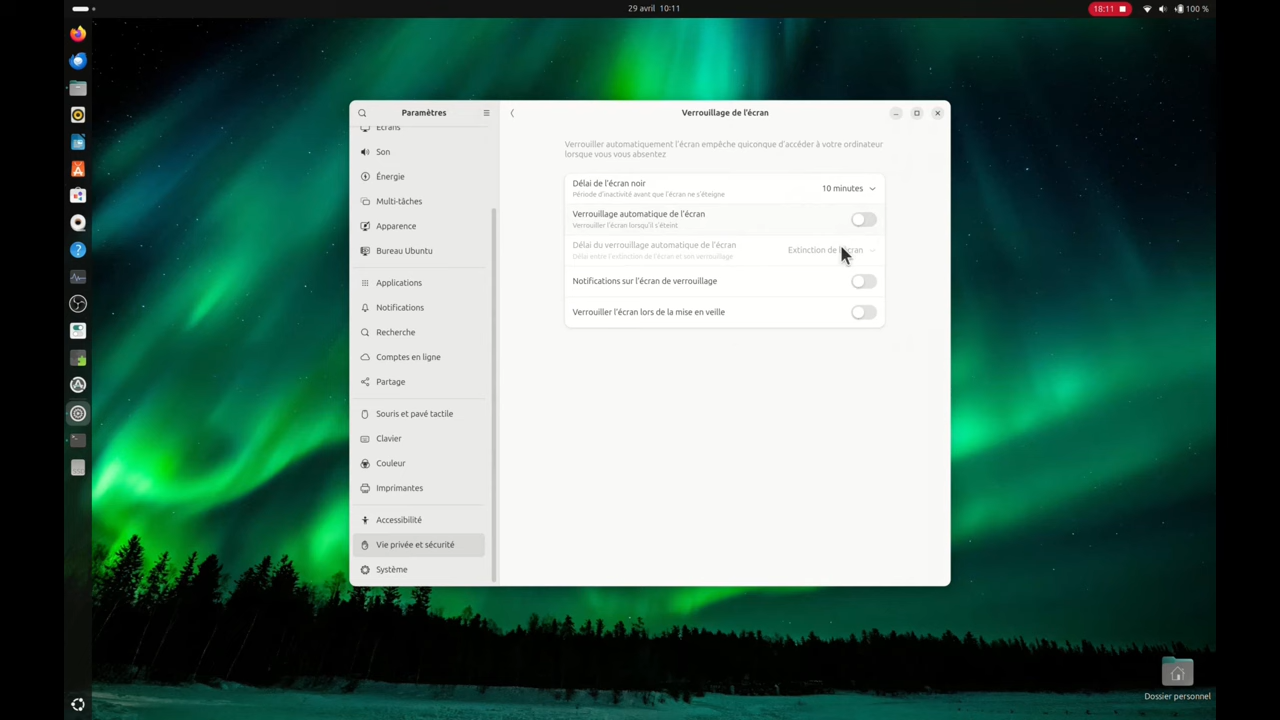 29 avril 10:11
18:11
100 %
Paramètres
Écrans
Son
Énergie
Multi-tâches
Apparence
Bureau Ubuntu
Applications
Notifications
Recherche
Comptes en ligne
Partage
Souris et pavé tactile
Clavier
Couleur
Imprimantes
Accessibilité
Vie privée et sécurité
Système
Verrouillage de l'écran
Verrouiller automatiquement l'écran empêche quiconque d'accéder à votre ordinateur
lorsque vous vous absentez
Délai de l'écran noir
Période d'inactivité avant que l'écran ne s'éteigne
10 minutes
Verrouillage automatique de l'écran
Verrouiller l'écran lorsqu'il s'éteint
Délai du verrouillage automatique de l'écran
Délai entre l'extinction de l'écran et son verrouillage
Extinction de l'écran
Notifications sur l'écran de verrouillage
Verrouiller l'écran lors de la mise en veille
Dossier personnel